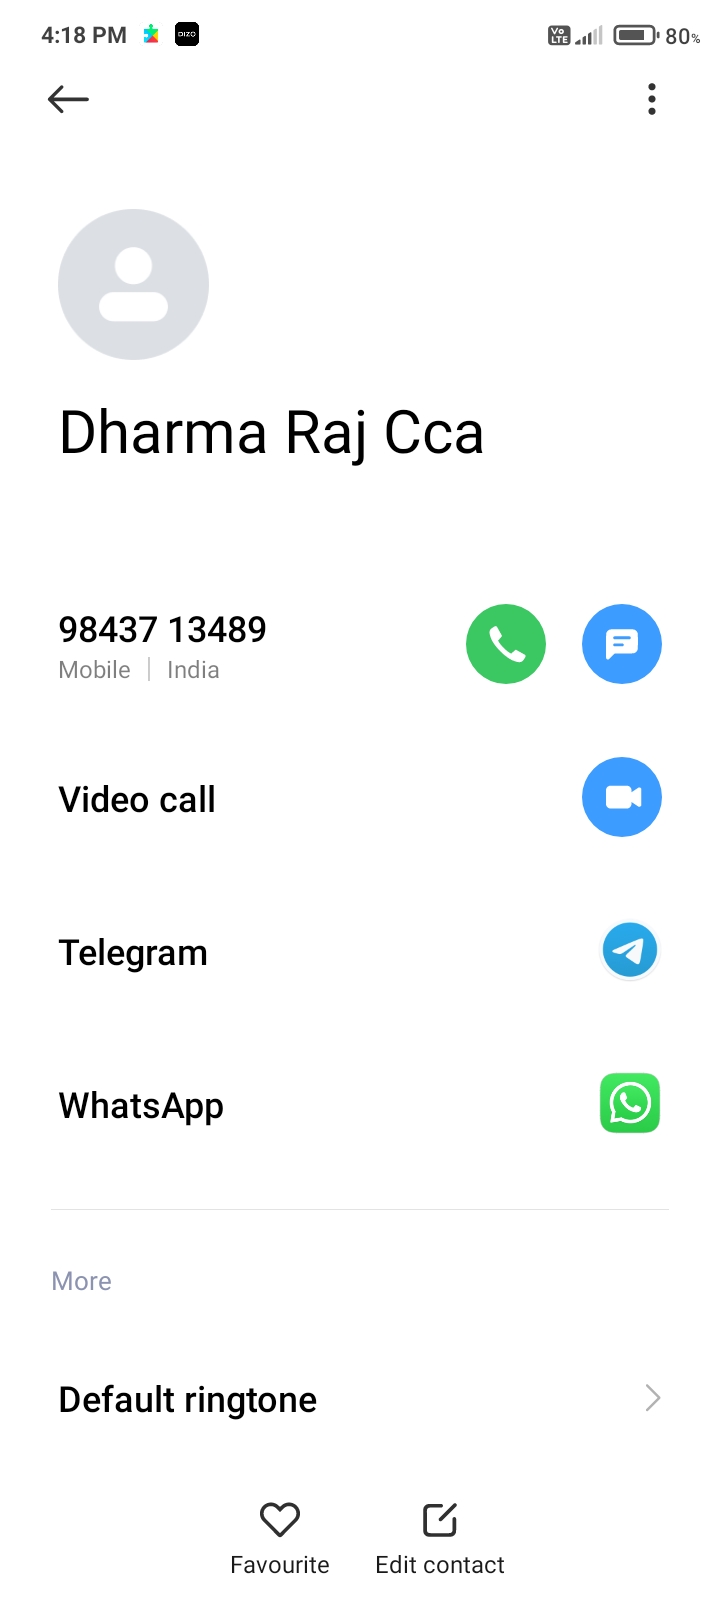 4:18 PM DIZO Vo LTE 80%
Dharma Raj Cca
98437 13489
Mobile | India
Video call
Telegram
WhatsApp
More
Default ringtone
Favourite Edit contact